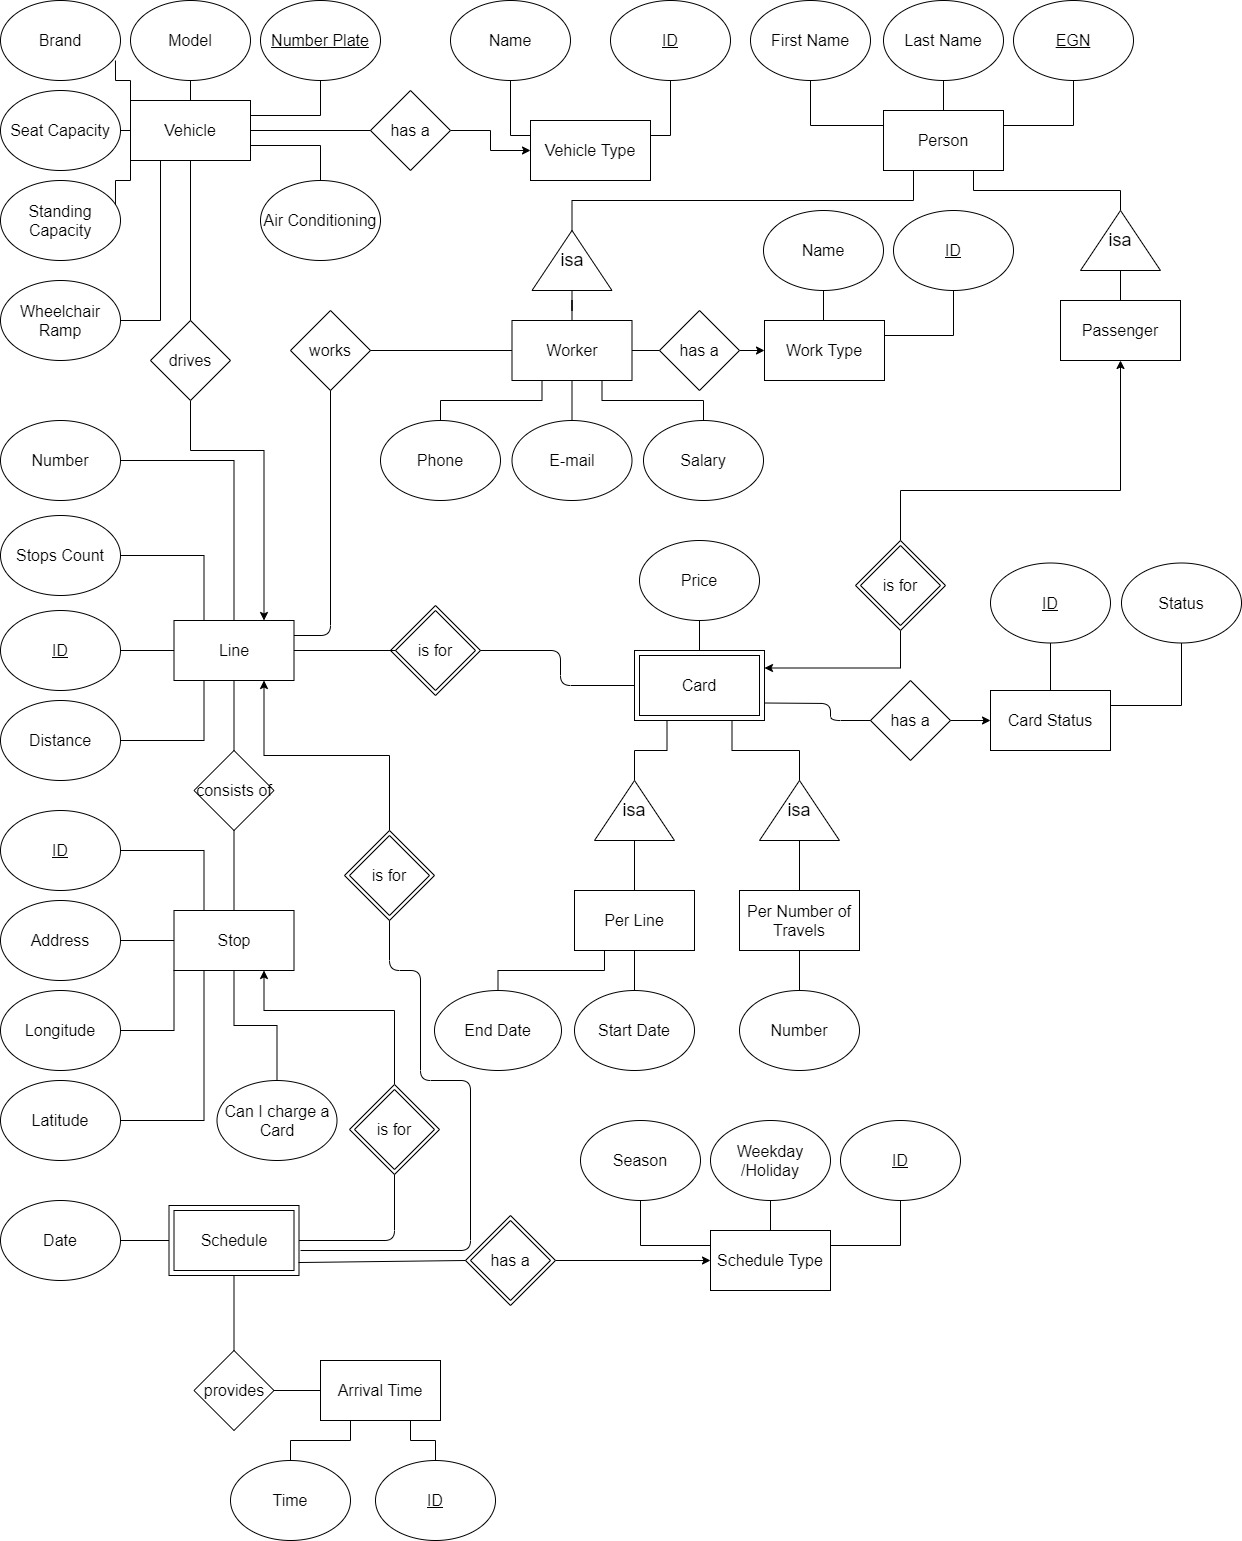 Brand
Model
Number Plate
Name
ID
First Name
Last Name
EGN
Seat Capacity
Vehicle
has a
Vehicle Type
Person
Standing
Capacity
Air Conditioning
isa
Name
ID
isa
Wheelchair
Ramp
drives
works
Worker
has a
Work Type
Passenger
Number
Phone
E-mail
Salary
Stops Count
Price
is for
ID
Status
ID
Line
is for
Card
has a
Card Status
Distance
consists of
isa
isa
ID
is for
Address
Stop
Per Line
Per Number of
Travels
Longitude
End Date
Start Date
Number
Latitude
Can I charge a
Card
is for
Season
Weekday
/Holiday
ID
Date
Schedule
has a
Schedule Type
provides
Arrival Time
Time
ID